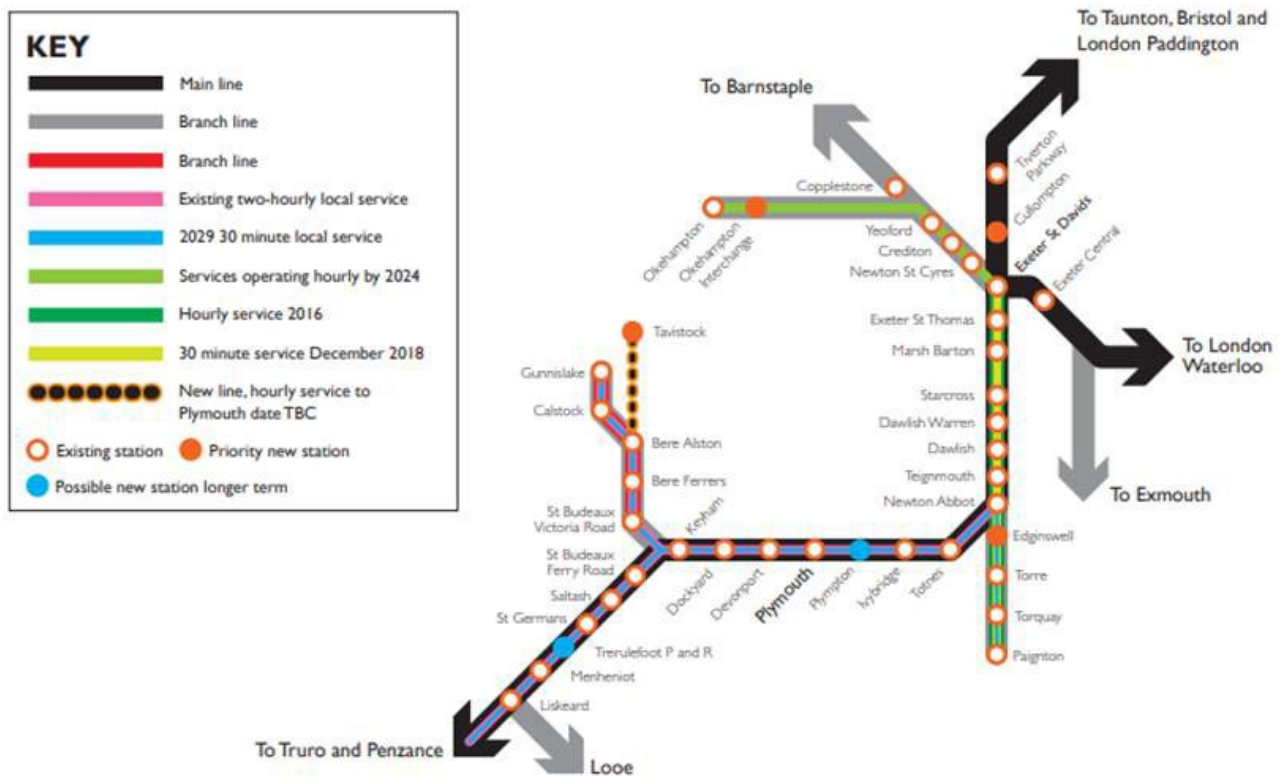 KEY
Main line
Branch line
Branch line
Existing two-hourly local service
2029 30 minute local service
Services operating hourly by 2024
Hourly service 2016
30 minute service December 2018
New line, hourly service to
Plymouth date TBC
Existing station
Priority new station
Possible new station longer term
To Taunton, Bristol and
London Paddington
To Barnstaple
Tiverton
Parkway
Cullompton
Copplestone
Okehampton
Okehampton
Interchange
Yeoford
Crediton
Newton St Cyres
Exeter St Davids
Exeter Central
To London
Waterloo
Exeter St Thomas
Marsh Barton
Starcross
Dawlish Warren
Dawlish
Teignmouth
Newton Abbot
To Exmouth
Edginswell
Torre
Torquay
Paignton
Tavistock
Gunnislake
Calstock
Bere Alston
Bere Ferrers
St Budeaux
Victoria Road
St Budeaux
Ferry Road
Keyham
Dockyard
Devonport
Plymouth
Plympton
Ivybridge
Totnes
Saltash
St Germans
Trerulefoot P and R
Menheniot
Liskeard
To Truro and Penzance
Looe